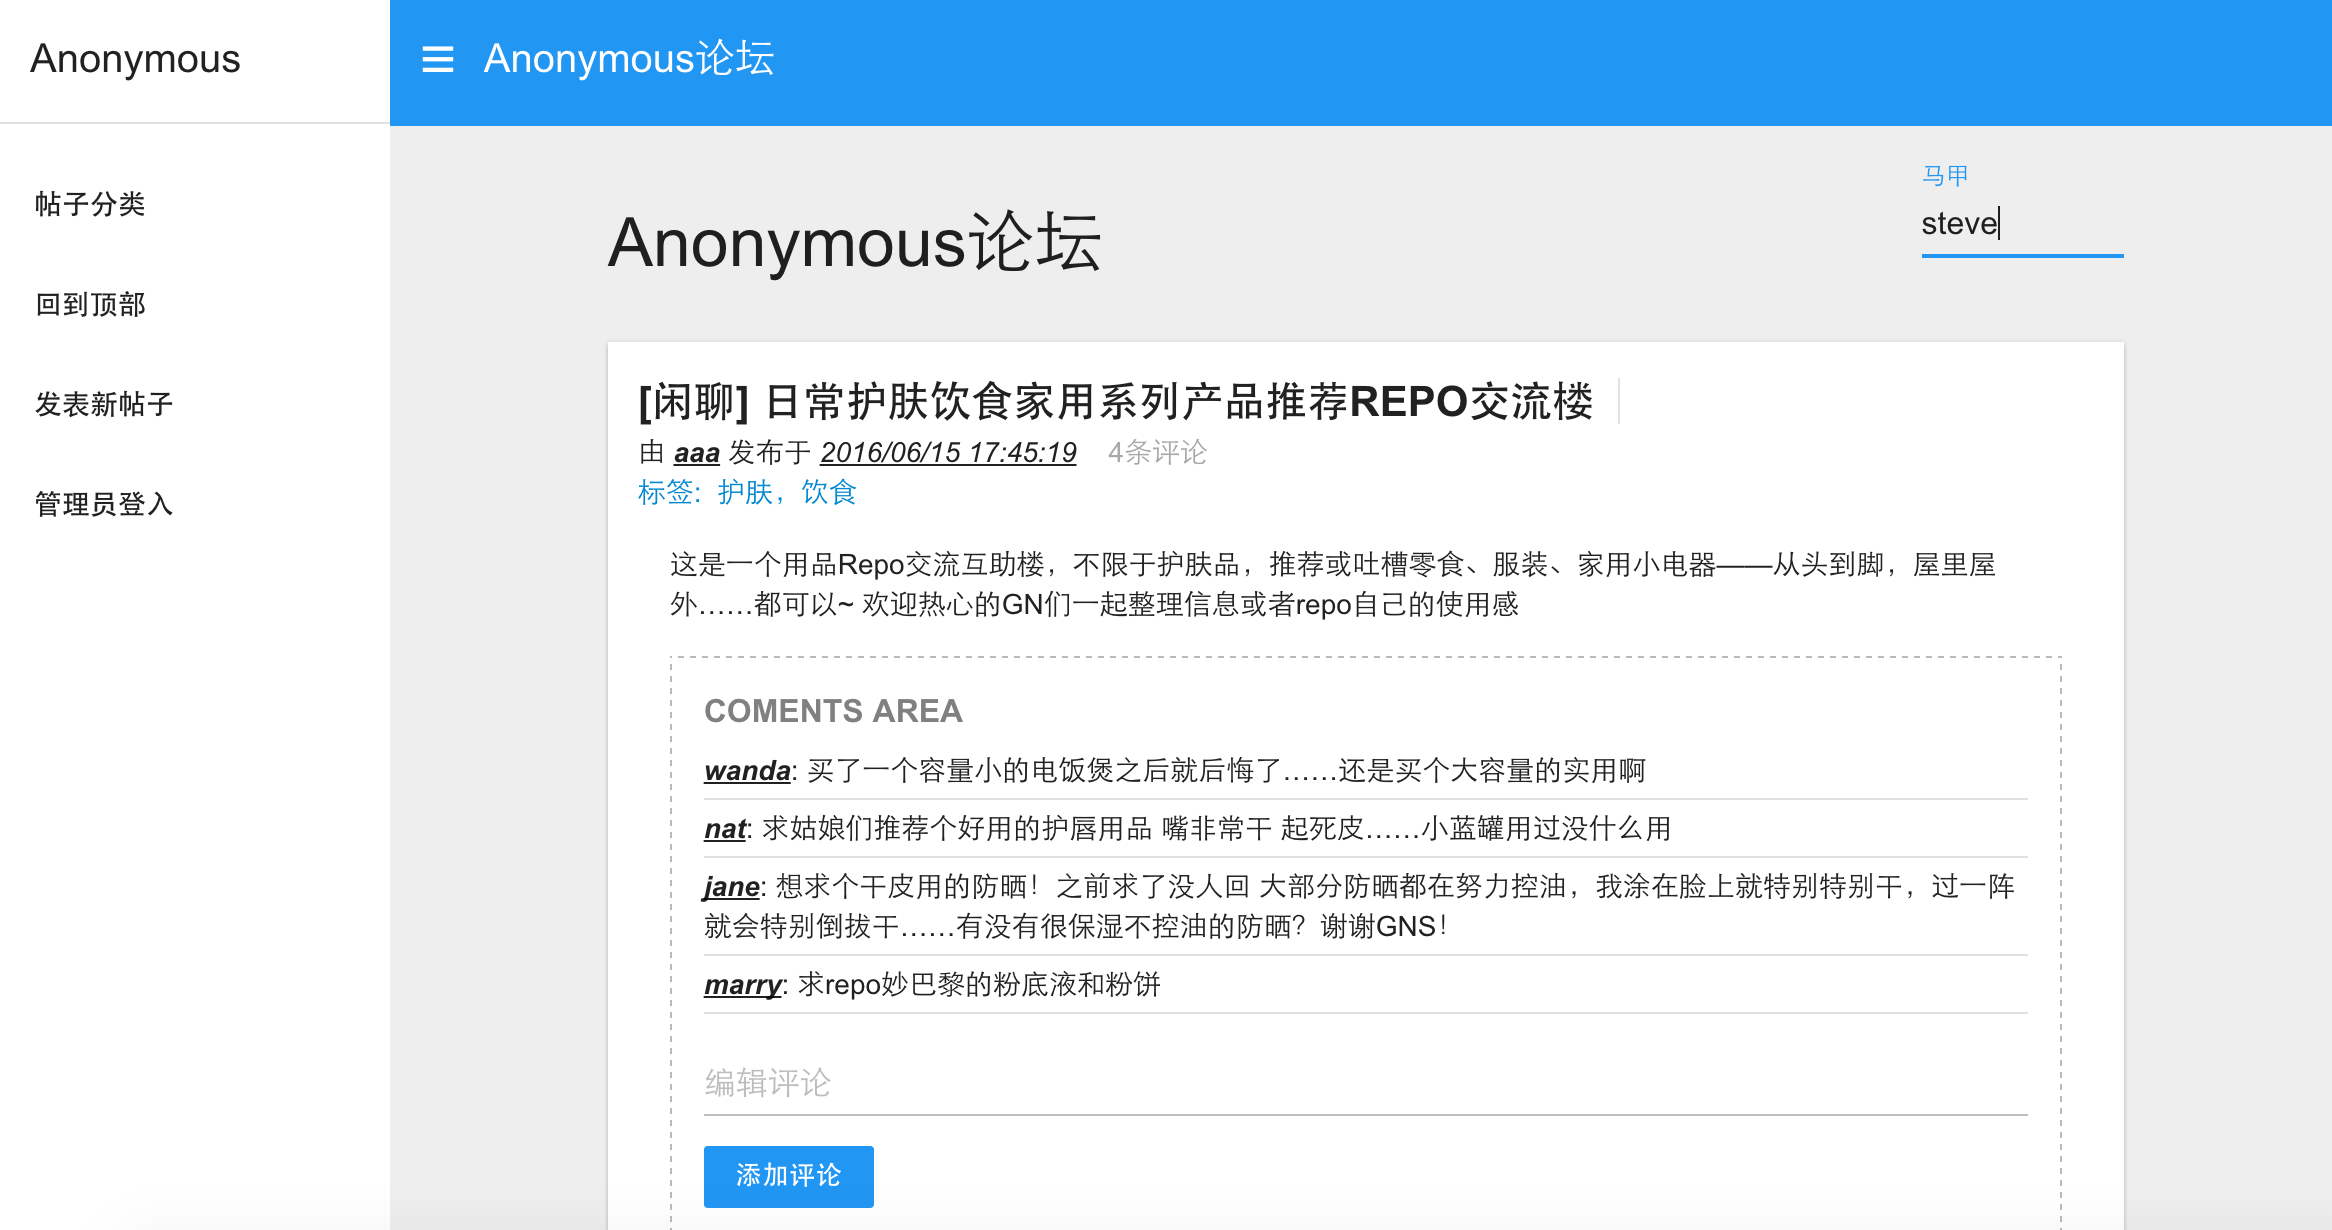 Anonymous
帖子分类
回到顶部
发表新帖子
管理员登入
Anonymous论坛
马甲
steve
Anonymous论坛
[闲聊] 日常护肤饮食家用系列产品推荐REPO交流楼
由 aaa 发布于 2016/06/15 17:45:19 4条评论
标签: 护肤，饮食
这是一个用品Repo交流互助楼，不限于护肤品，推荐或吐槽零食、服装、家用小电器——从头到脚，屋里屋
外……都可以~ 欢迎热心的GN们一起整理信息或者repo自己的使用感
COMENTS AREA
wanda: 买了一个容量小的电饭煲之后就后悔了……还是买个大容量的实用啊
nat: 求姑娘们推荐个好用的护唇用品 嘴非常干 起死皮……小蓝罐用过没什么用
jane: 想求个干皮用的防晒！之前求了没人回 大部分防晒都在努力控油，我涂在脸上就特别特别干，过一阵
就会特别倒拔干……有没有很保湿不控油的防晒？谢谢GNS！
marry: 求repo妙巴黎的粉底液和粉饼
编辑评论
添加评论